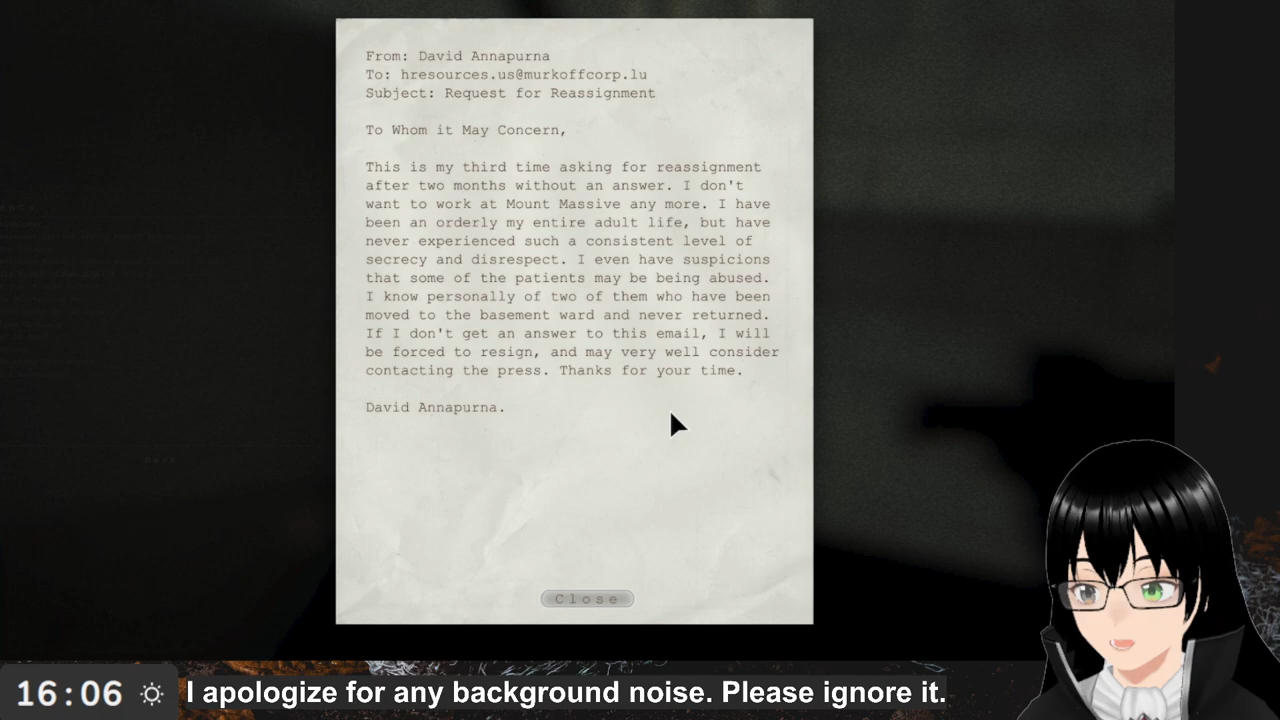 From: David Annapurna
To: hresources.us@murkoffcorp.lu
Subject: Request for Reassignment
To Whom it May Concern,
This is my third time asking for reassignment
after two months without an answer. I don't
want to work at Mount Massive any more. I have
been an orderly my entire adult life, but have
never experienced such a consistent level of
secrecy and disrespect. I even have suspicions
that some of the patients may be being abused.
I know personally of two of them who have been
moved to the basement ward and never returned.
If I don't get an answer to this email, I will
be forced to resign, and may very well consider
contacting the press. Thanks for your time.
David Annapurna.
Close
16:06
I apologize for any background noise. Please ignore it.